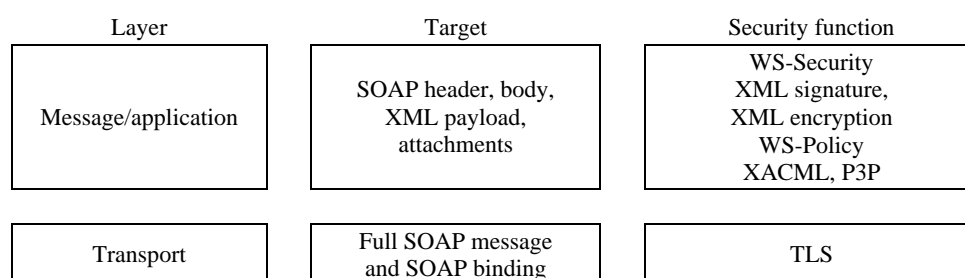 Layer
Target
Security function
Message/application
SOAP header, body,
XML payload,
attachments
WS-Security
XML signature,
XML encryption
WS-Policy
XACML, P3P
Transport
Full SOAP message
and SOAP binding
TLS